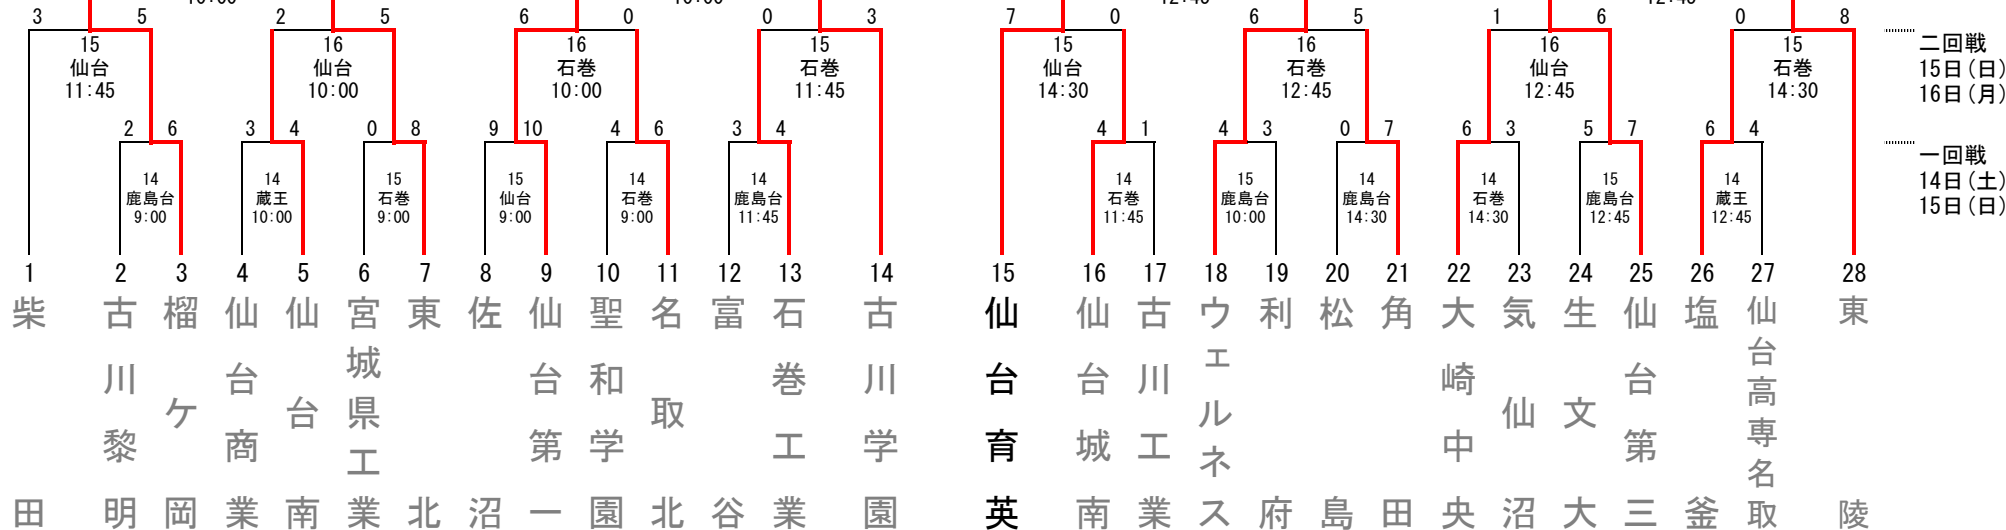 3 5 2 5 6 0 0 3 7 0 6 5 1 6 0 8
15 16 16 15 15 16 16 15
仙台 仙台 石巻 石巻 仙台 石巻 仙台 石巻
11:45 10:00 10:00 11:45 14:30 12:45 12:45 14:30
二回戦
15日(日)
16日(月)
2 6 3 4 0 8 9 10 4 6 3 4 4 1 4 3 0 7 6 3 5 7 6 4
14 14 15 15 14 14 14 15 14 14 15 14
鹿島台 蔵王 石巻 仙台 石巻 鹿島台 石巻 鹿島台 鹿島台 石巻 鹿島台 蔵王
9:00 10:00 9:00 9:00 9:00 11:45 11:45 10:00 14:30 14:30 12:45 12:45
一回戦
14日(土)
15日(日)
1 2 3 4 5 6 7 8 9 10 11 12 13 14 15 16 17 18 19 20 21 22 23 24 25 26 27 28
柴田
古川黎明
榴ケ岡
仙台商業
仙台南
宮城県工業
東北
佐沼
仙台第一
聖和学園
名取北
富谷
石巻工業
古川学園
仙台育英
仙台城南
古川工業
ウェルネス
利府
松島
角田
大崎中央
気仙沼
生文大
仙台第三
塩釜
仙台高専名取
東陵